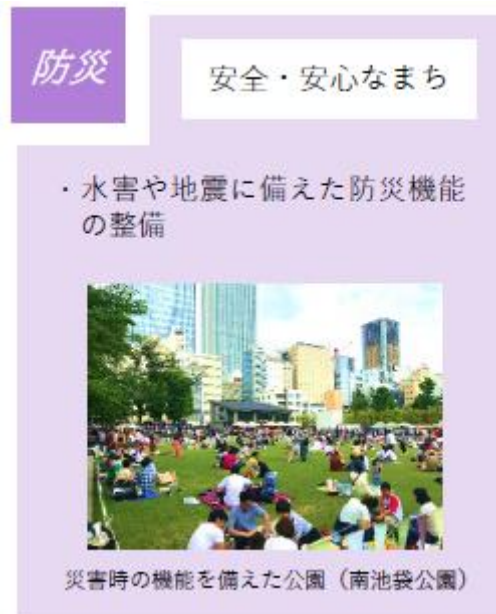 防災
安全・安心なまち
・水害や地震に備えた防災機能
の整備
災害時の機能を備えた公園（南池袋公園）